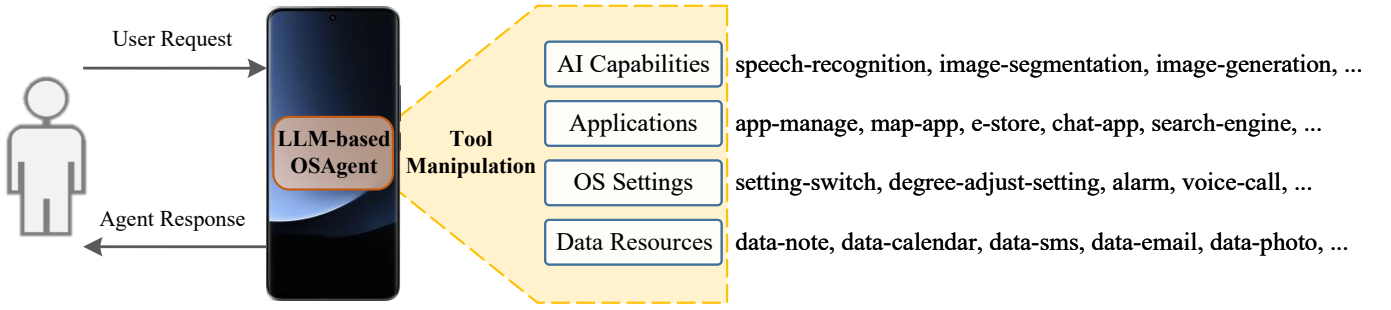 User Request
Agent Response
LLM-based
OSAgent
Tool
Manipulation
AI Capabilities
speech-recognition, image-segmentation, image-generation, ...
Applications
app-manage, map-app, e-store, chat-app, search-engine, ...
OS Settings
setting-switch, degree-adjust-setting, alarm, voice-call, ...
Data Resources
data-note, data-calendar, data-sms, data-email, data-photo, ...